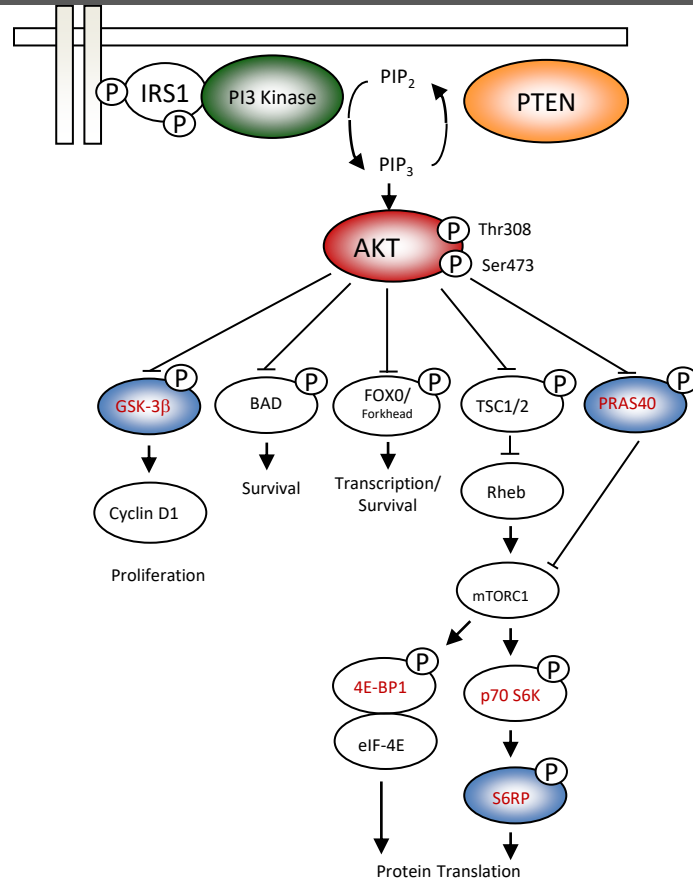 PIP₂
P
IRS1
PI3 Kinase
PTEN
P
PIP₃
P
Thr308
AKT
P
Ser473
P
P
P
P
P
GSK-3β
BAD
FOX0/
Forkhead
TSC1/2
PRAS40
Survival
Transcription/
Survival
Rheb
Cyclin D1
Proliferation
mTORC1
P
P
4E-BP1
p70 S6K
eIF-4E
P
S6RP
Protein Translation